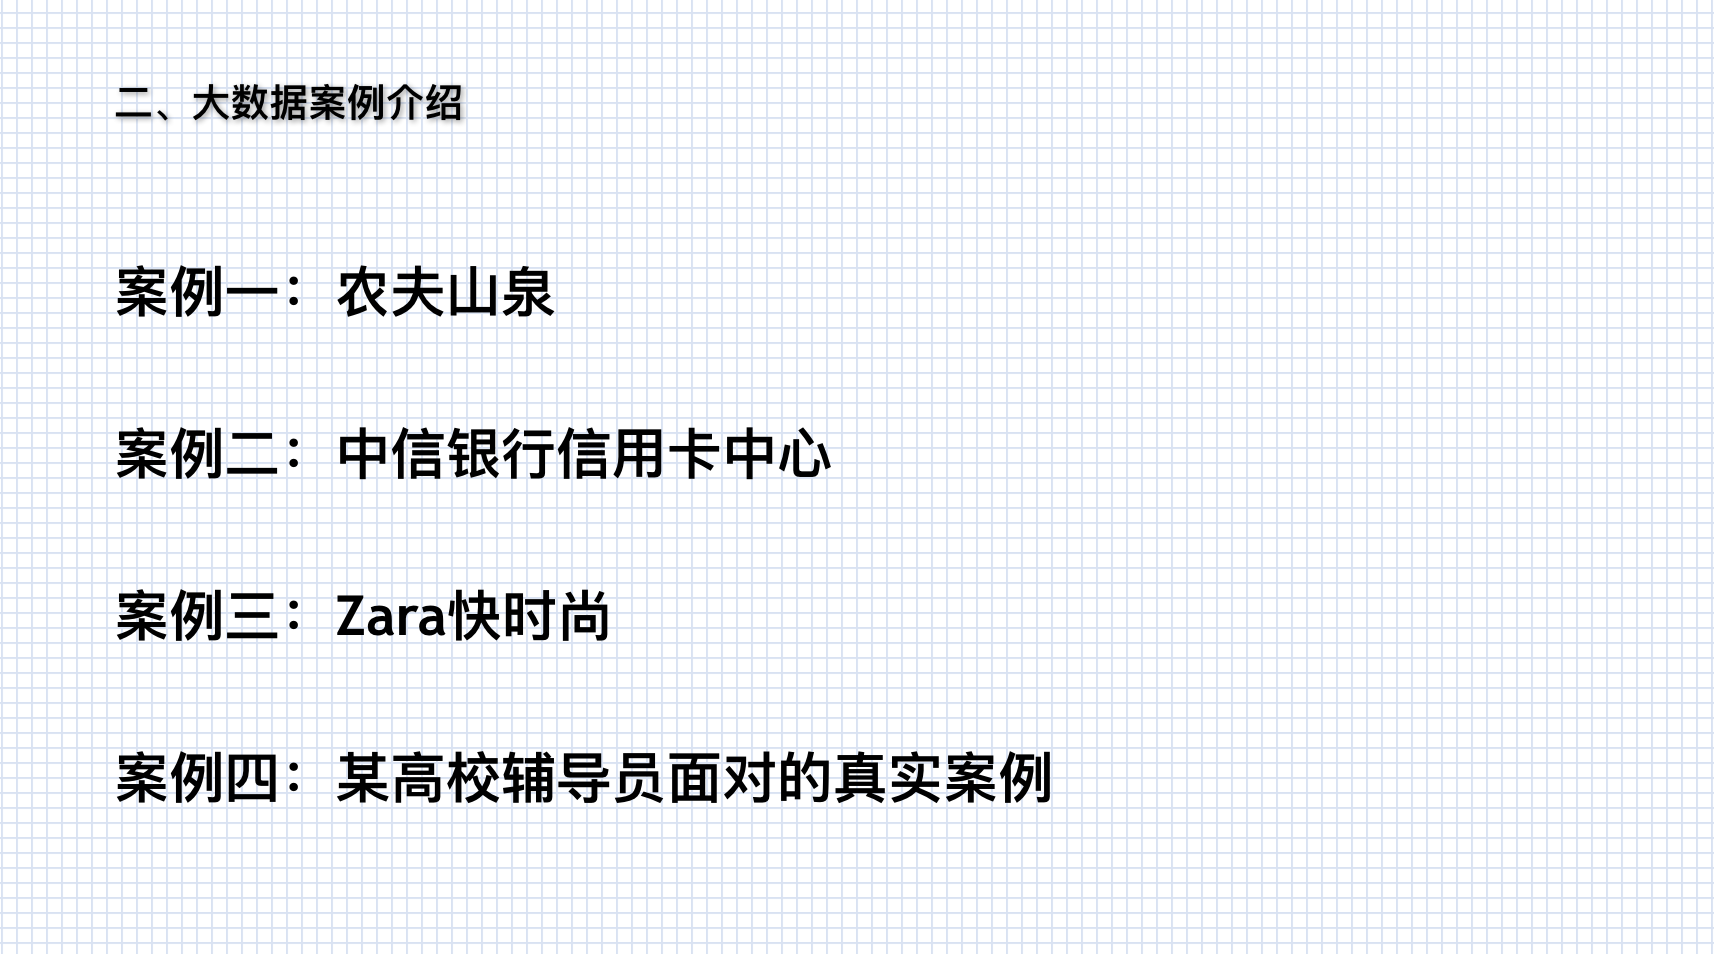 二、大数据案例介绍
案例一：农夫山泉
案例二：中信银行信用卡中心
案例三：Zara快时尚
案例四：某高校辅导员面对的真实案例